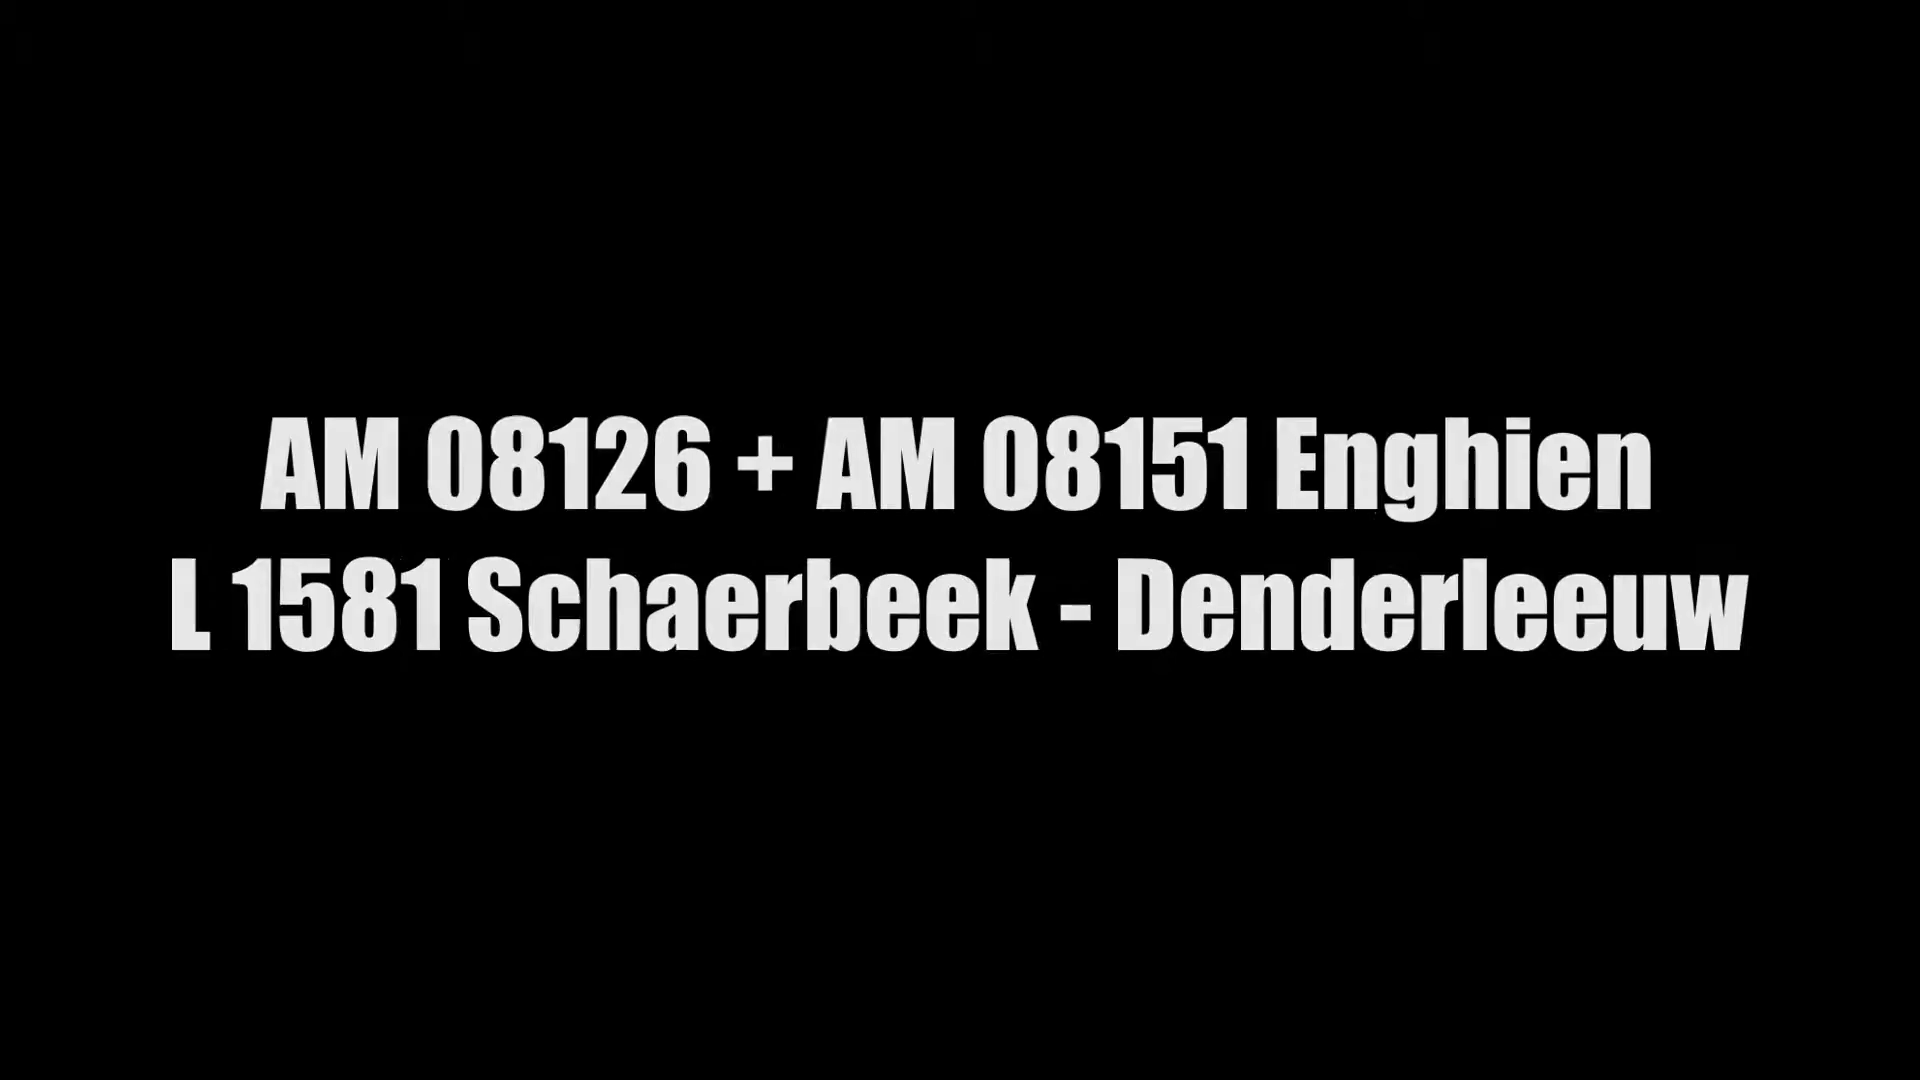 AM 08126 + AM 08151 Enghien
L 1581 Schaerbeek - Denderleeuw